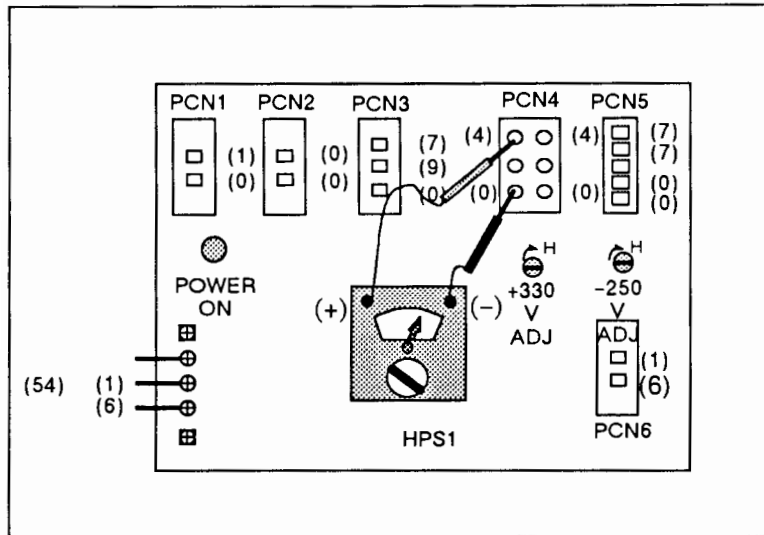 PCN1 PCN2 PCN3 PCN4 PCN5
(1) (0) (7) (4) (4) (7)
(9) (7)
(0) (0) (0) (0) (0) (0)
(0)
H H
POWER
ON
+330
V
ADJ
-250
V
ADJ
(+) (-)
(54) (1)
(6)
(1)
(6)
HPS1
PCN6